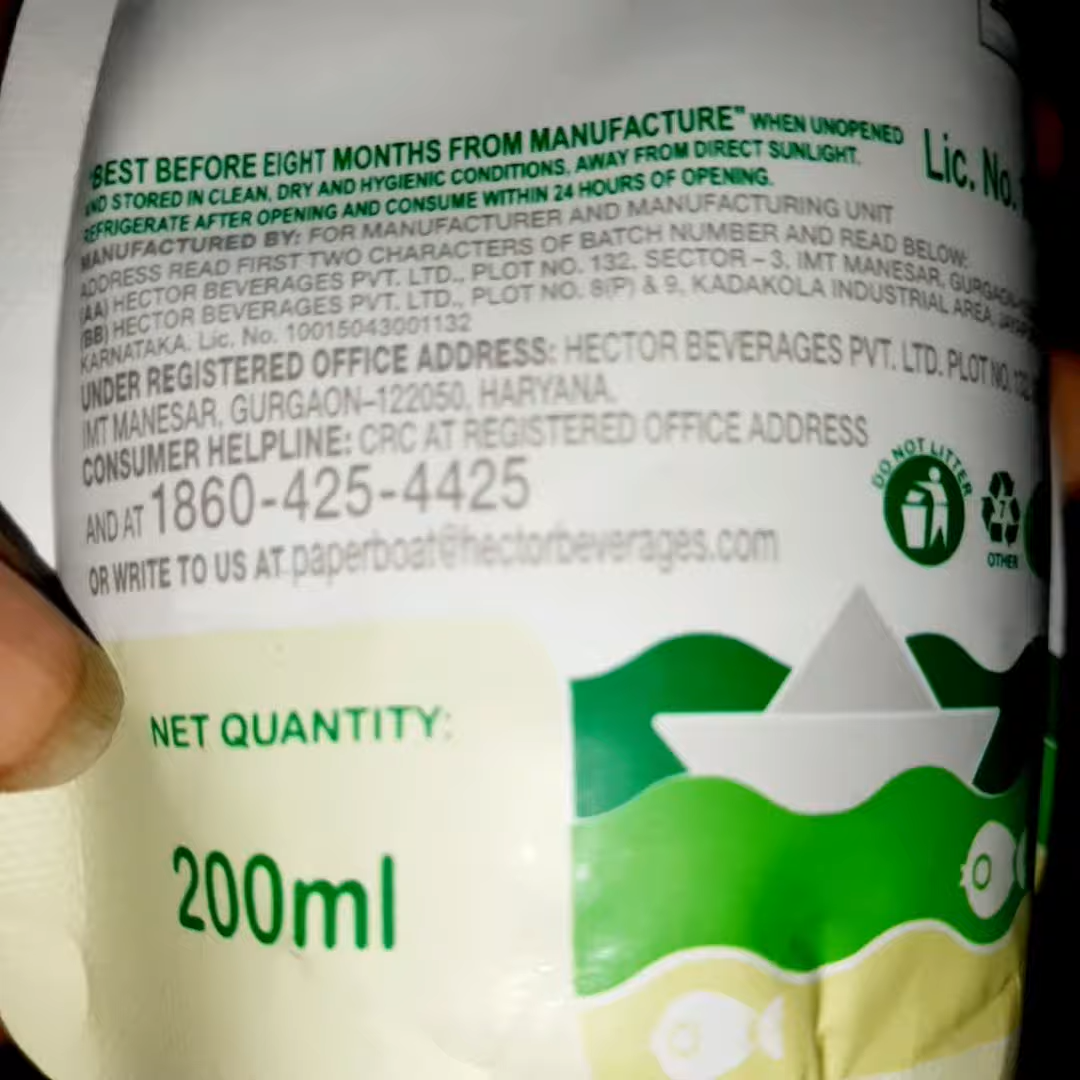 "BEST BEFORE EIGHT MONTHS FROM MANUFACTURE" WHEN UNOPENED
AND STORED IN CLEAN, DRY AND HYGIENIC CONDITIONS, AWAY FROM DIRECT SUNLIGHT.
REFRIGERATE AFTER OPENING AND CONSUME WITHIN 24 HOURS OF OPENING.
Lic. No.
MANUFACTURED BY: FOR MANUFACTURER AND MANUFACTURING UNIT
ADDRESS READ FIRST TWO CHARACTERS OF BATCH NUMBER AND READ BELOW:
(AA) HECTOR BEVERAGES PVT. LTD., PLOT NO. 132, SECTOR – 3, IMT MANESAR, GURGAON
(BB) HECTOR BEVERAGES PVT. LTD., PLOT NO. 8(P) & 9, KADAKOLA INDUSTRIAL AREA,
KARNATAKA, Lic. No. 10015043001132
UNDER REGISTERED OFFICE ADDRESS: HECTOR BEVERAGES PVT. LTD. PLOT NO. 132,
IMT MANESAR, GURGAON–122050, HARYANA.
CONSUMER HELPLINE: CRC AT REGISTERED OFFICE ADDRESS
AND AT 1860-425-4425
OR WRITE TO US AT paperboat@hectorbeverages.com
DO NOT LITTER
7
OTHER
NET QUANTITY:
200ml